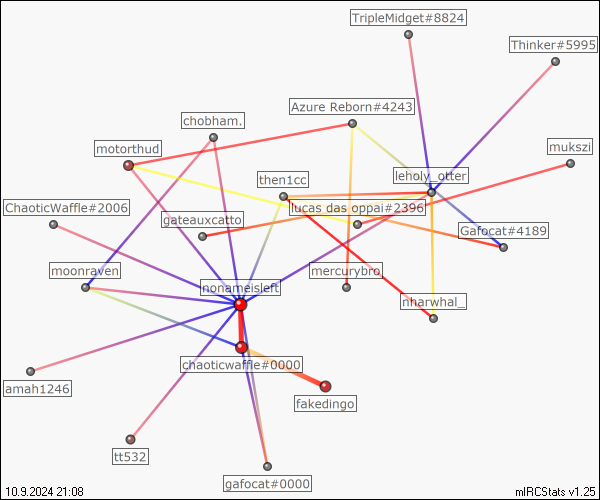 TripleMidget#8824
Thinker#5995
Azure Reborn#4243
chobham.
motorthud
mukszi
then1cc
leholy_otter
ChaoticWaffle#2006
lucas das oppai#2396
gateauxcatto
Gafocat#4189
moonraven
mercurybro
nonameisleft
nharwhal_
chaoticwaffle#0000
amah1246
fakedingo
tt532
gafocat#0000
10.9.2024 21:08
mIRCStats v1.25